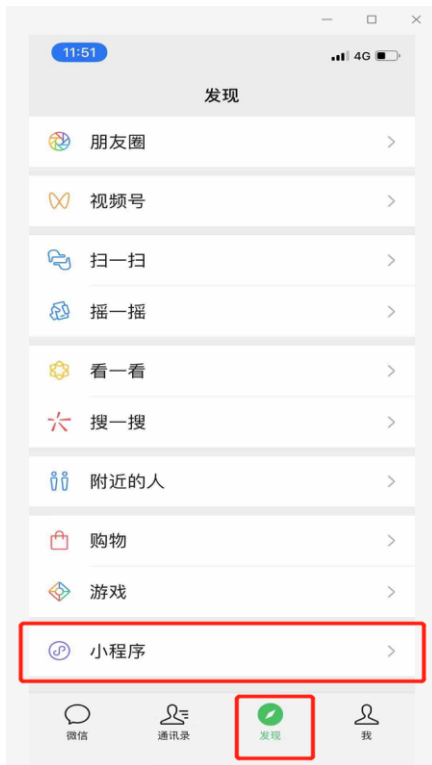 11:51
4G
发现
朋友圈
视频号
扫一扫
摇一摇
看一看
搜一搜
附近的人
购物
游戏
小程序
微信
通讯录
发现
我